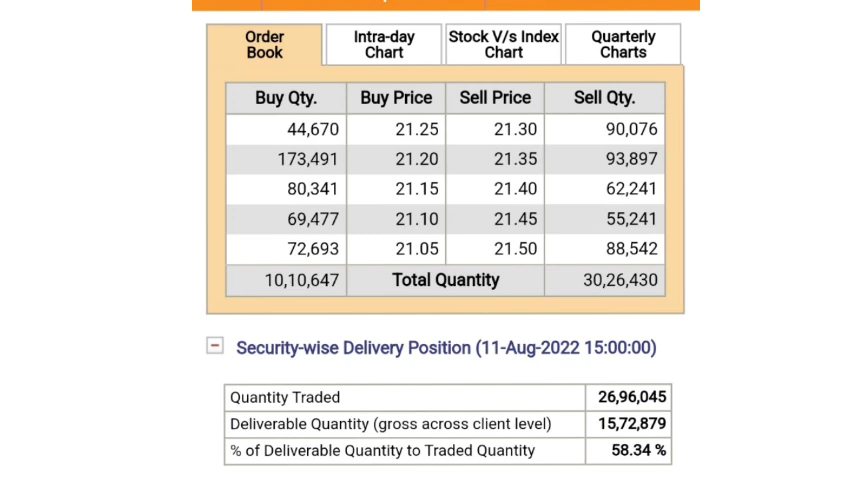 Order Book
Intra-day Chart
Stock V/s Index Chart
Quarterly Charts
Buy Qty. Buy Price Sell Price Sell Qty.
44,670 21.25 21.30 90,076
173,491 21.20 21.35 93,897
80,341 21.15 21.40 62,241
69,477 21.10 21.45 55,241
72,693 21.05 21.50 88,542
10,10,647 Total Quantity 30,26,430
Security-wise Delivery Position (11-Aug-2022 15:00:00)
Quantity Traded 26,96,045
Deliverable Quantity (gross across client level) 15,72,879
% of Deliverable Quantity to Traded Quantity 58.34 %